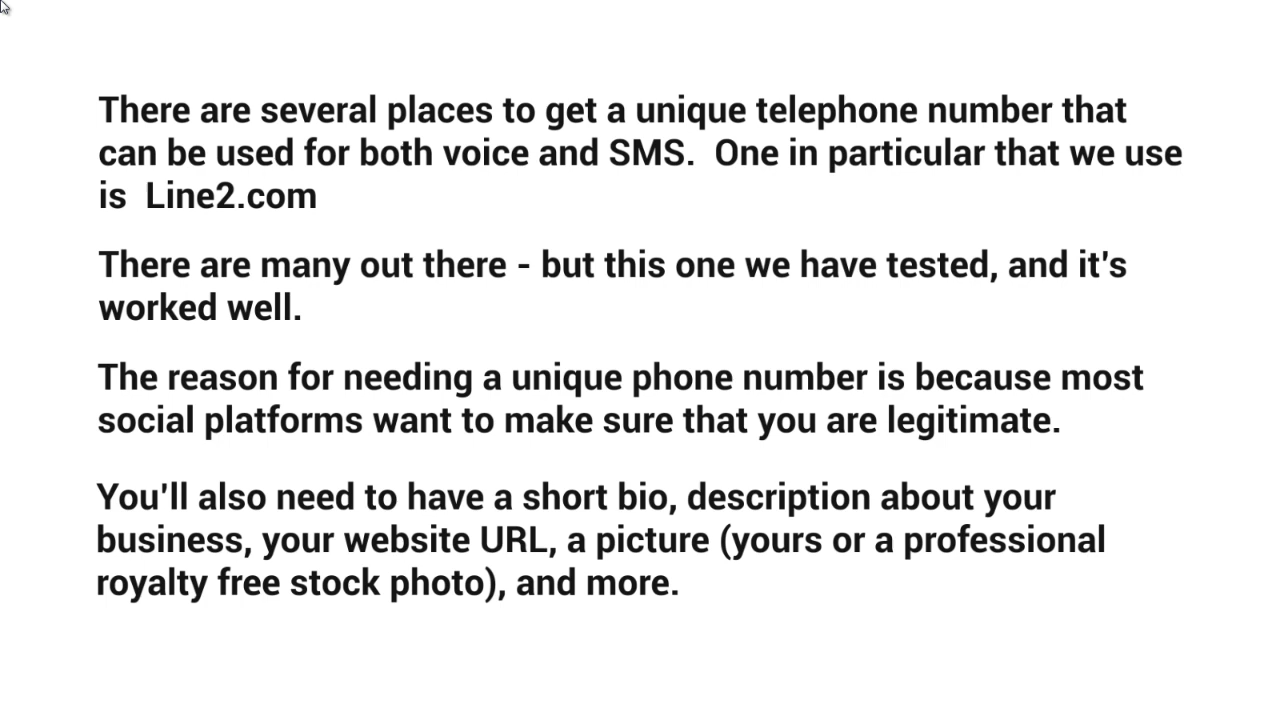 There are several places to get a unique telephone number that
can be used for both voice and SMS.  One in particular that we use
is  Line2.com
There are many out there - but this one we have tested, and it's
worked well.
The reason for needing a unique phone number is because most
social platforms want to make sure that you are legitimate.
You'll also need to have a short bio, description about your
business, your website URL, a picture (yours or a professional
royalty free stock photo), and more.